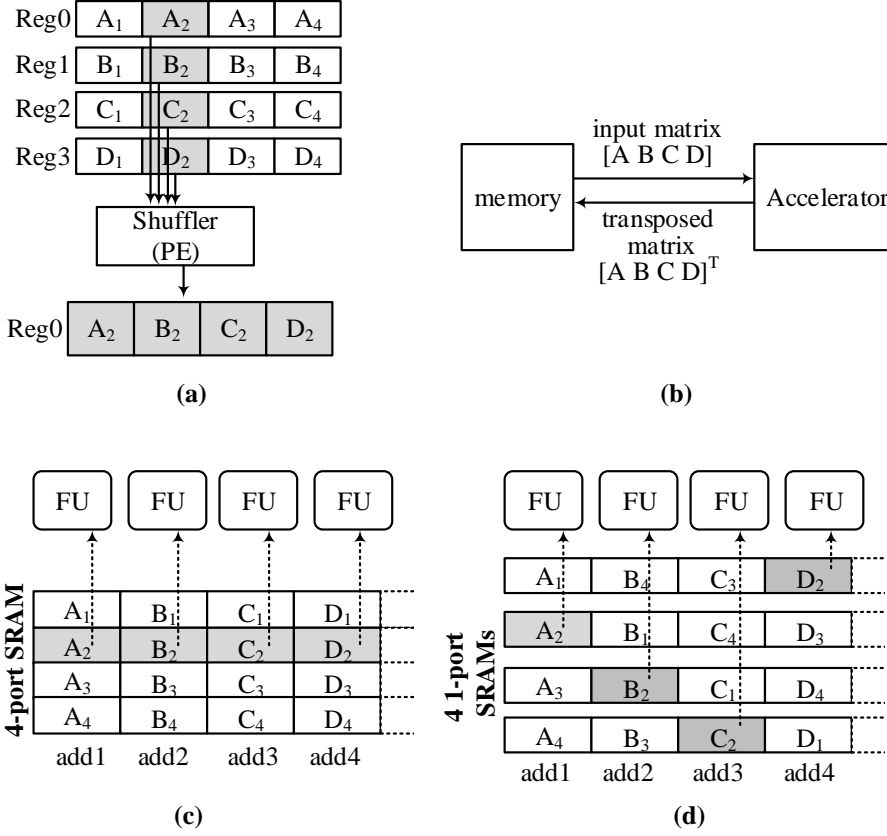 Reg0 A₁ A₂ A₃ A₄
Reg1 B₁ B₂ B₃ B₄
Reg2 C₁ C₂ C₃ C₄
Reg3 D₁ D₂ D₃ D₄
Shuffler
(PE)
Reg0 A₂ B₂ C₂ D₂
(a)
memory
input matrix
[A B C D]
transposed
matrix
[A B C D]ᵀ
Accelerator
(b)
FU FU FU FU
4-port SRAM
A₁ B₁ C₁ D₁
A₂ B₂ C₂ D₂
A₃ B₃ C₃ D₃
A₄ B₄ C₄ D₄
add1 add2 add3 add4
(c)
FU FU FU FU
4 1-port
SRAMs
A₁ B₄ C₃ D₂
A₂ B₁ C₄ D₃
A₃ B₂ C₁ D₄
A₄ B₃ C₂ D₁
add1 add2 add3 add4
(d)